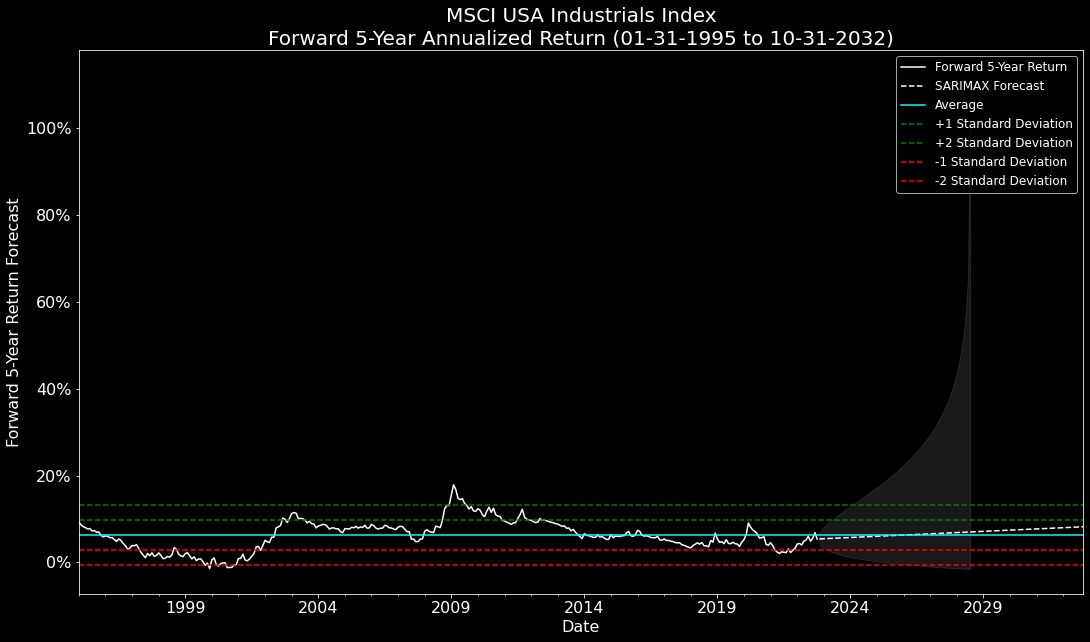 MSCI USA Industrials Index
Forward 5-Year Annualized Return (01-31-1995 to 10-31-2032)
Forward 5-Year Return
SARIMAX Forecast
Average
+1 Standard Deviation
+2 Standard Deviation
-1 Standard Deviation
-2 Standard Deviation
Forward 5-Year Return Forecast
100%
80%
60%
40%
20%
0%
1999 2004 2009 2014 2019 2024 2029
Date